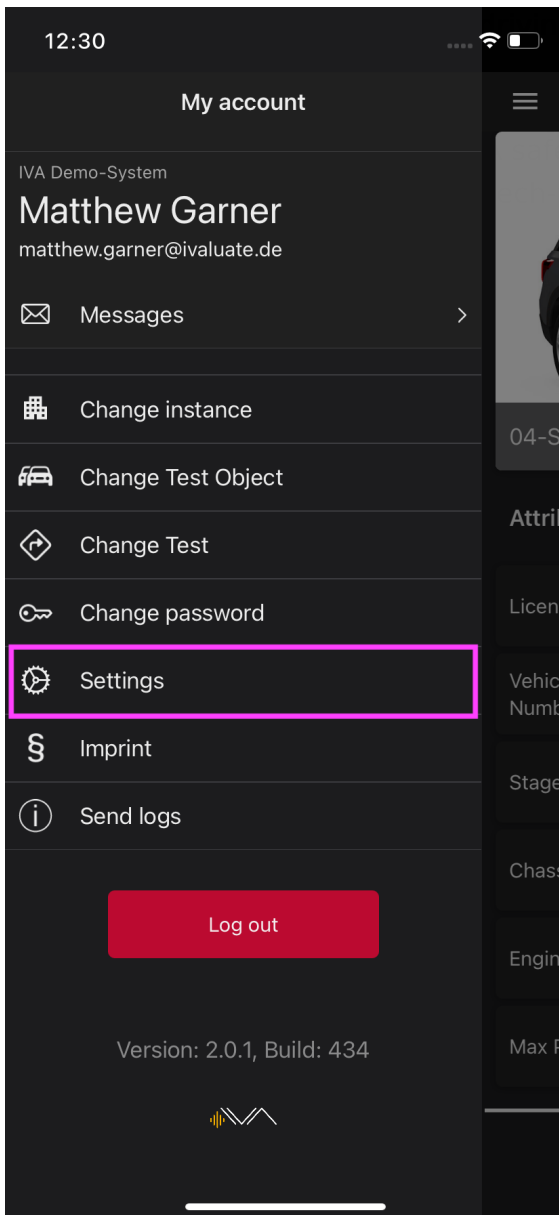 12:30
My account
IVA Demo-System
Matthew Garner
matthew.garner@ivaluate.de
Messages
Change instance
Change Test Object
Change Test
Change password
Settings
§ Imprint
i Send logs
Log out
Version: 2.0.1, Build: 434
IVA
04-S
Attri
Licen
Vehic
Numb
Stage
Chass
Engin
Max P